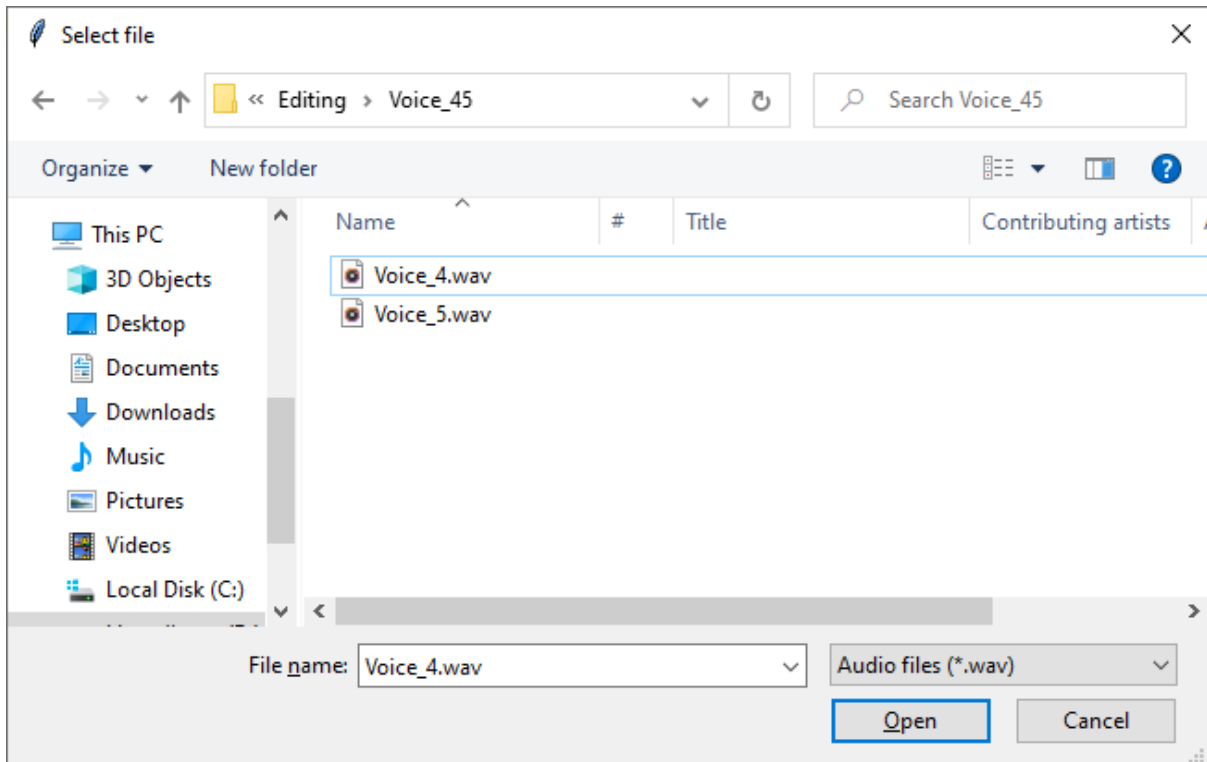 Select file
« Editing > Voice_45
Search Voice_45
Organize
New folder
?
This PC
3D Objects
Desktop
Documents
Downloads
Music
Pictures
Videos
Local Disk (C:)
Name # Title Contributing artists
Voice_4.wav
Voice_5.wav
File name: Voice_4.wav
Audio files (*.wav)
Open Cancel